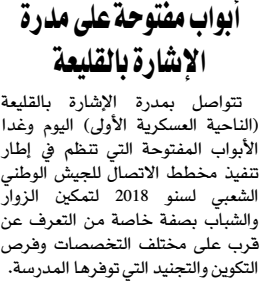 أبواب مفتوحة على مدرة
الإشارة بالقليعة
تتواصل بمدرة الإشارة بالقليعة
(الناحية العسكرية الأولى) اليوم وغدا
الأبواب المفتوحة التي تنظم في إطار
تنفيذ مخطط الاتصال للجيش الوطني
الشعبي لسنو 2018 لتمكين الزوار
والشباب بصفة خاصة من التعرف عن
قرب على مختلف التخصصات وفرص
التكوين والتجنيد التي توفرها المدرسة.